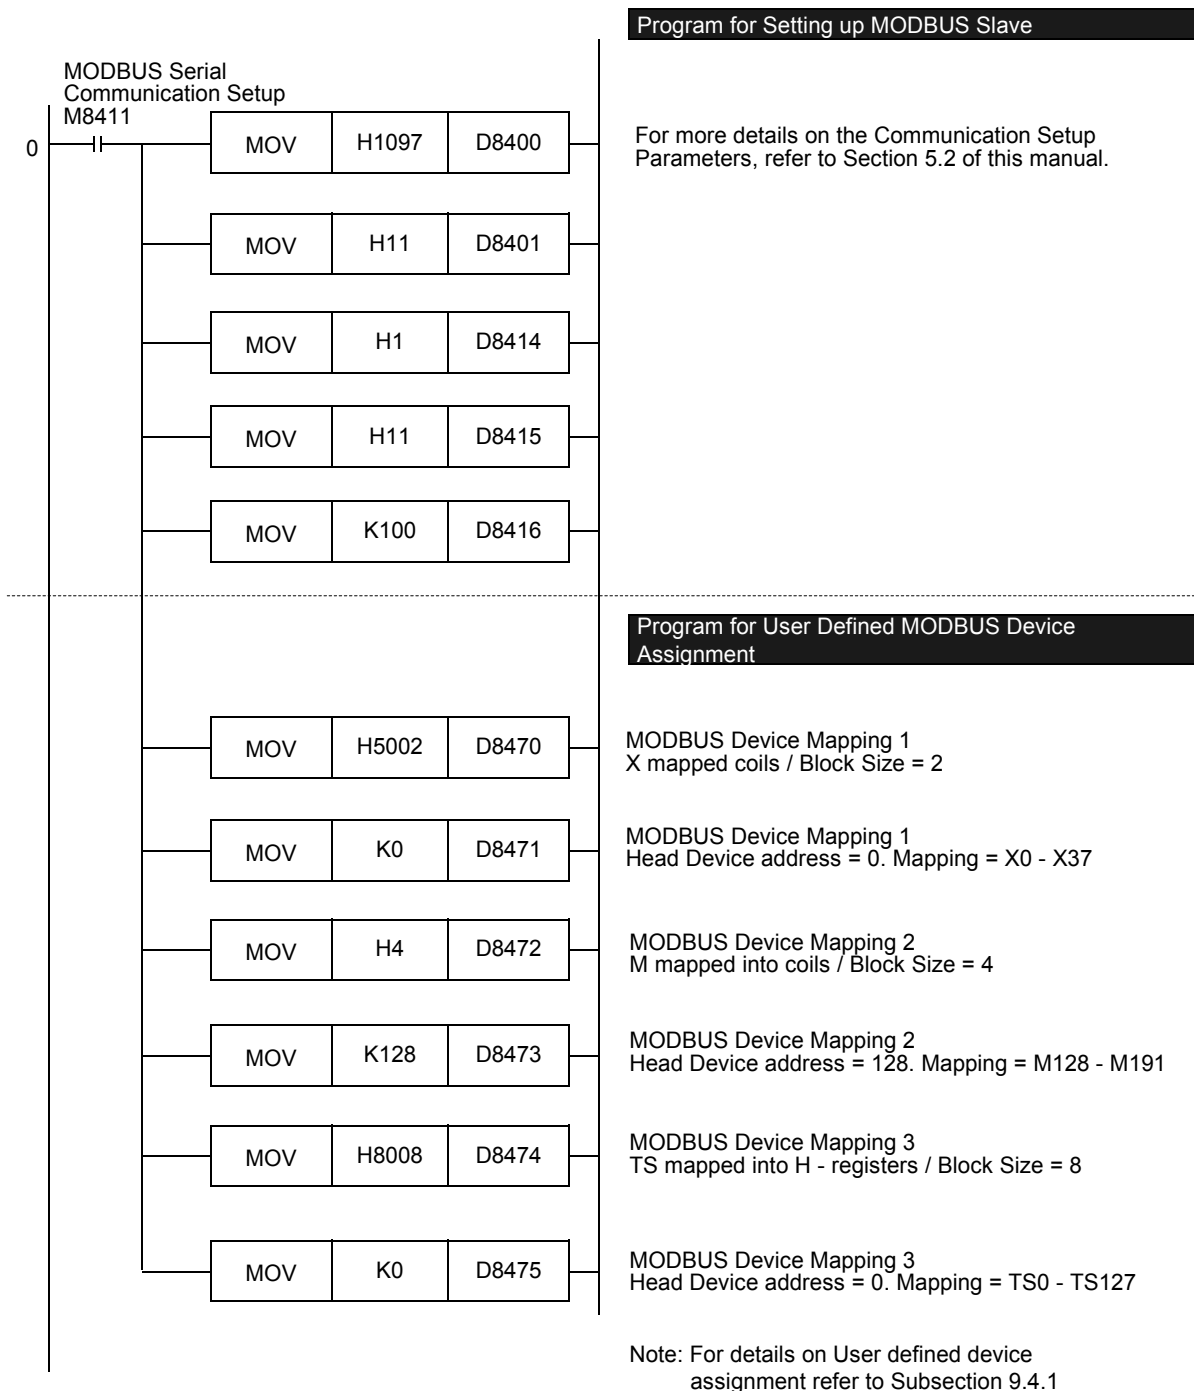 Program for Setting up MODBUS Slave
MODBUS Serial
Communication Setup
M8411
0
MOV H1097 D8400
For more details on the Communication Setup
Parameters, refer to Section 5.2 of this manual.
MOV H11 D8401
MOV H1 D8414
MOV H11 D8415
MOV K100 D8416
Program for User Defined MODBUS Device
Assignment
MOV H5002 D8470
MODBUS Device Mapping 1
X mapped coils / Block Size = 2
MOV K0 D8471
MODBUS Device Mapping 1
Head Device address = 0. Mapping = X0 - X37
MOV H4 D8472
MODBUS Device Mapping 2
M mapped into coils / Block Size = 4
MOV K128 D8473
MODBUS Device Mapping 2
Head Device address = 128. Mapping = M128 - M191
MOV H8008 D8474
MODBUS Device Mapping 3
TS mapped into H - registers / Block Size = 8
MOV K0 D8475
MODBUS Device Mapping 3
Head Device address = 0. Mapping = TS0 - TS127
Note: For details on User defined device
assignment refer to Subsection 9.4.1